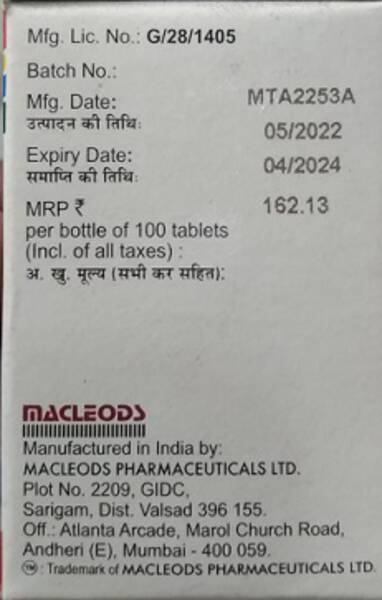 Mfg. Lic. No.: G/28/1405
Batch No.: MTA2253A
Mfg. Date: 05/2022
उत्पादन की तिथि:
Expiry Date: 04/2024
समाप्ति की तिथि:
MRP ₹ 162.13
per bottle of 100 tablets
(Incl. of all taxes) :
अ. खु. मूल्य (सभी कर सहित):
MACLEODS
Manufactured in India by:
MACLEODS PHARMACEUTICALS LTD.
Plot No. 2209, GIDC,
Sarigam, Dist. Valsad 396 155.
Off.: Atlanta Arcade, Marol Church Road,
Andheri (E), Mumbai - 400 059.
TM : Trademark of MACLEODS PHARMACEUTICALS LTD.